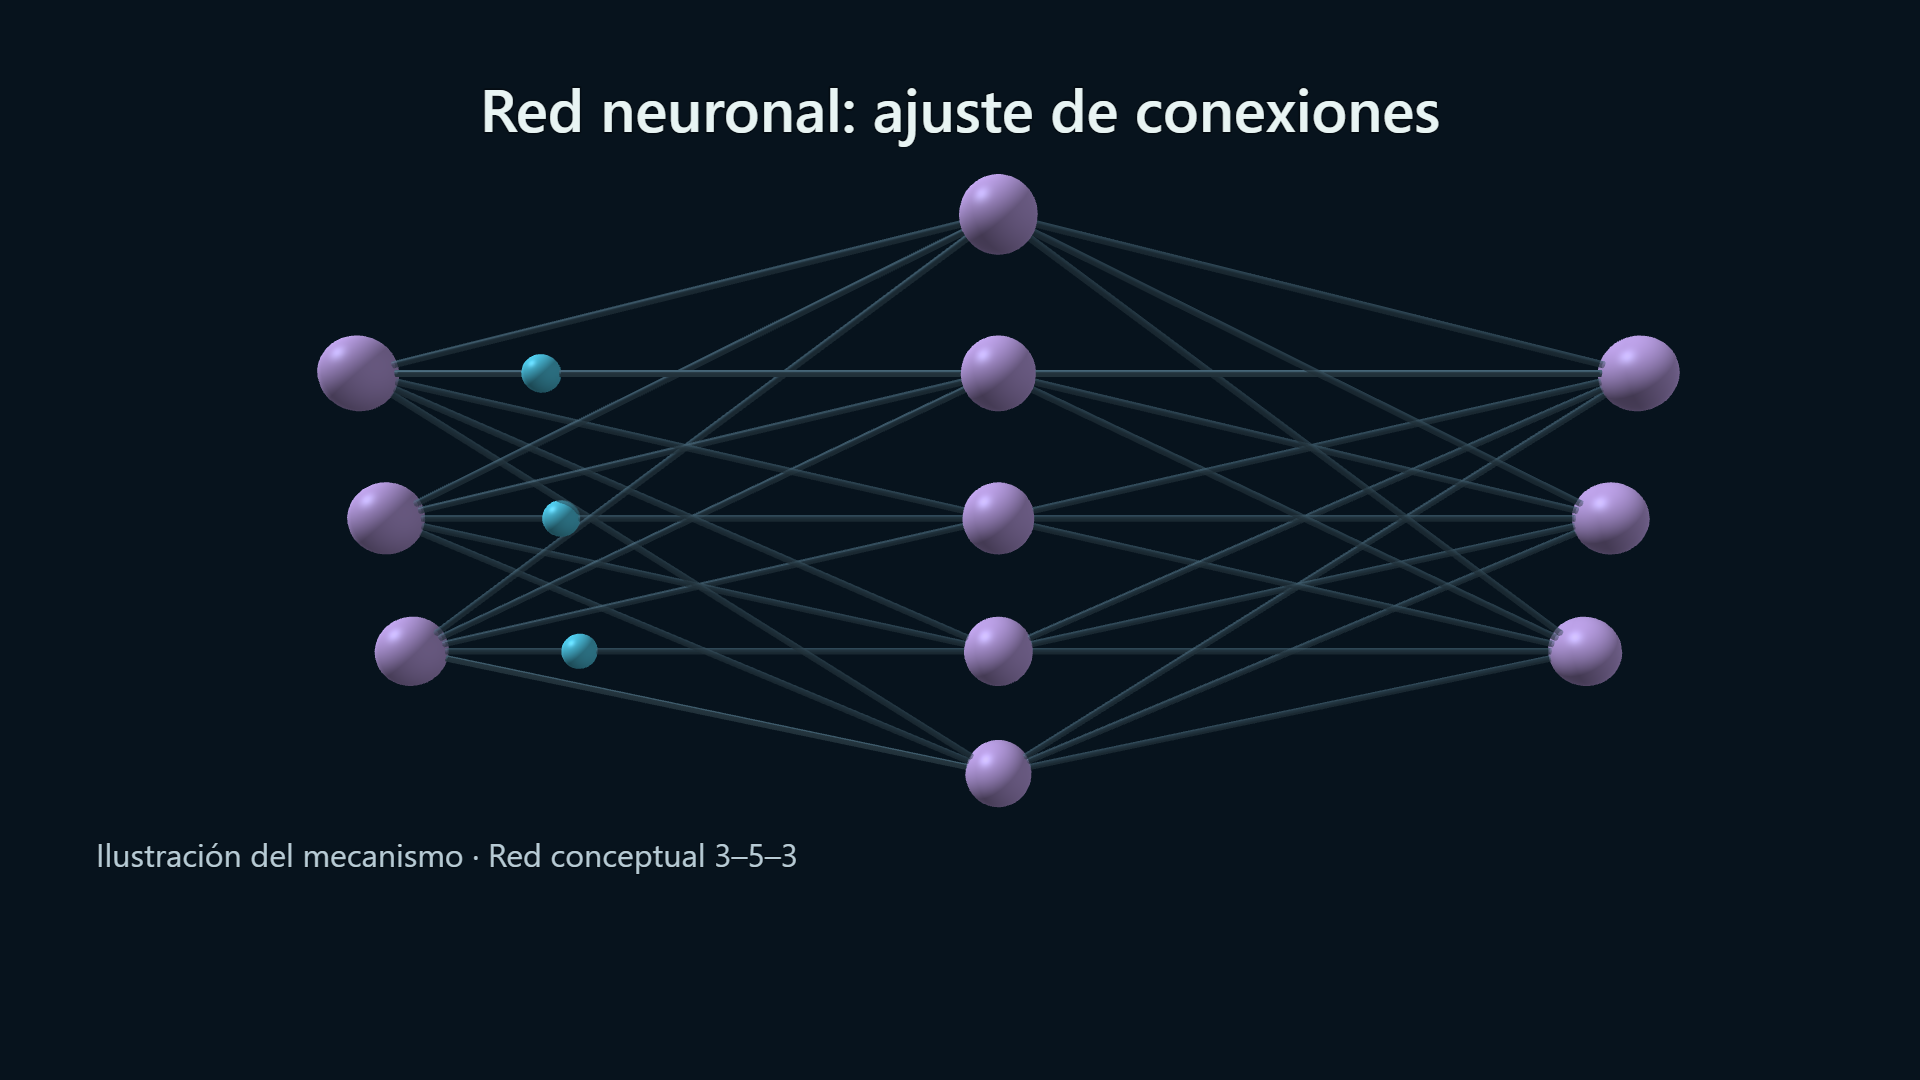 Red neuronal: ajuste de conexiones
Ilustración del mecanismo · Red conceptual 3–5–3